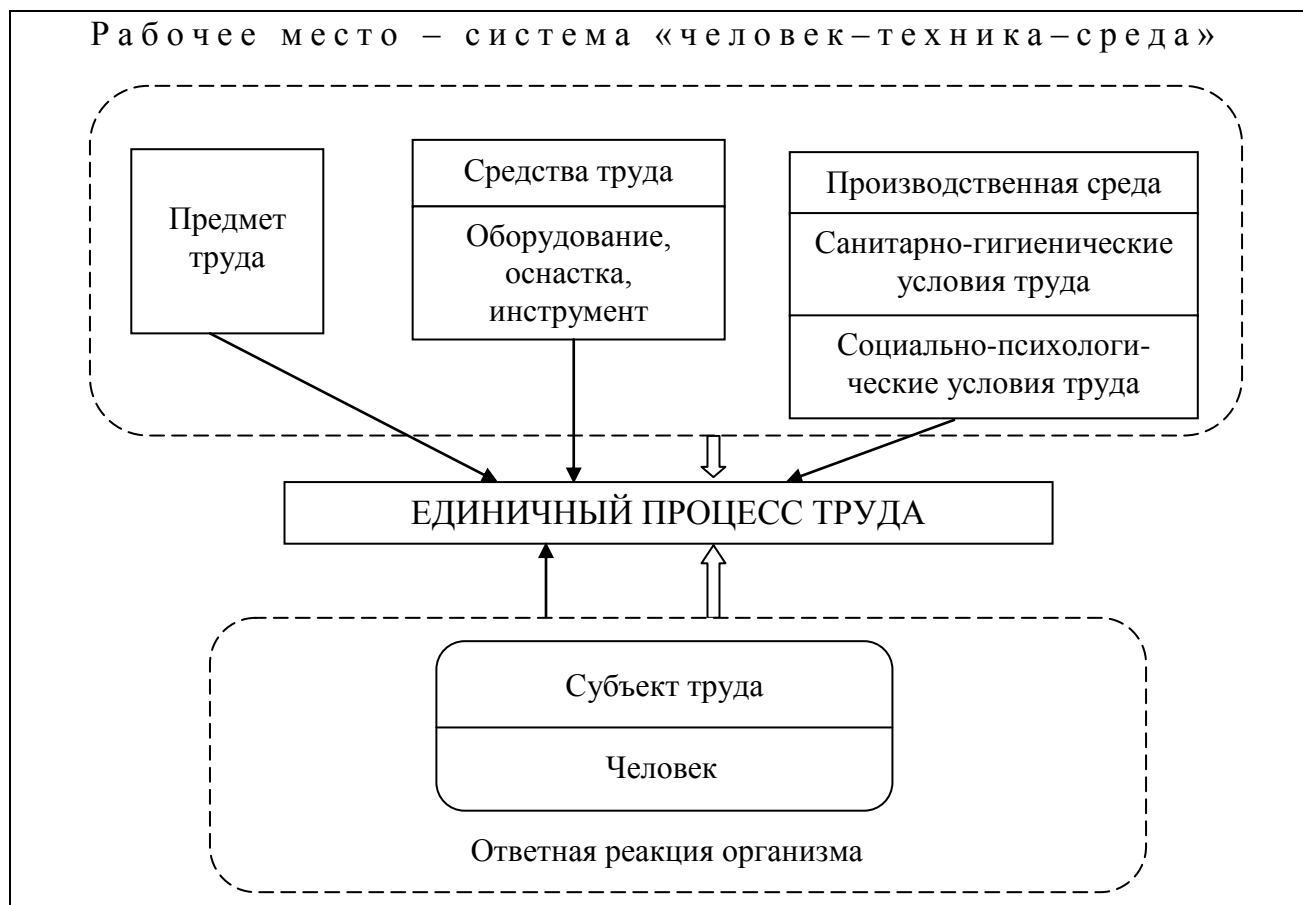 Рабочее место – система «человек–техника–среда»
Предмет
труда
Средства труда
Оборудование,
оснастка,
инструмент
Производственная среда
Санитарно-гигиенические
условия труда
Социально-психологи-
ческие условия труда
ЕДИНИЧНЫЙ ПРОЦЕСС ТРУДА
Субъект труда
Человек
Ответная реакция организма